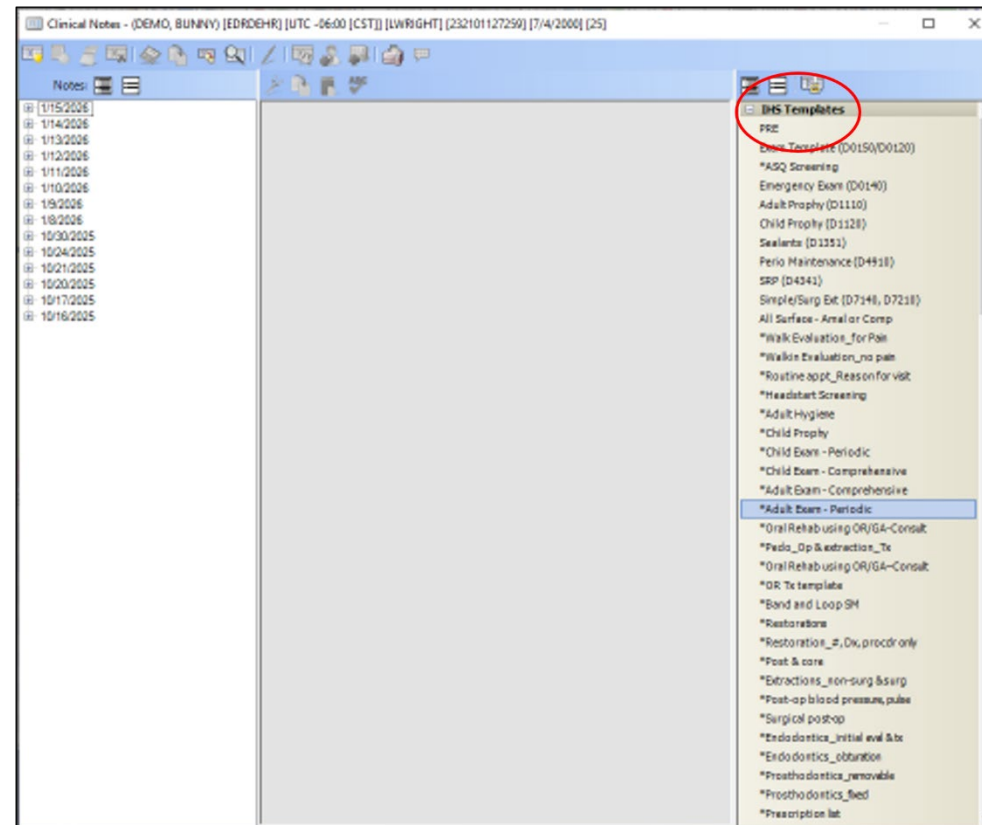 Clinical Notes - (DEMO, BUNNY) [EDRDEHR] [UTC -06:00 [CST]] [LWRIGHT] [232101127259] [7/4/2000] [25]
Notes:
1/15/2026
1/14/2026
1/13/2026
1/12/2026
1/11/2026
1/10/2026
1/9/2026
1/8/2026
10/30/2025
10/24/2025
10/21/2025
10/20/2025
10/17/2025
10/16/2025
ABC
IHS Templates
PRE
Exam Template (D0150/D0120)
*ASQ Screening
Emergency Exam (D0140)
Adult Prophy (D1110)
Child Prophy (D1120)
Sealants (D1351)
Perio Maintenance (D4910)
SRP (D4341)
Simple/Surg Ext (D7140, D7210)
All Surface - Amal or Comp
*Walk Evaluation_for Pain
*Walkin Evaluation_no pain
*Routine appt_Reason for visit
*Headstart Screening
*Adult Hygiene
*Child Prophy
*Child Exam - Periodic
*Child Exam - Comprehensive
*Adult Exam - Comprehensive
*Adult Exam - Periodic
*Oral Rehab using OR/GA-Consult
*Pedo_Op & extraction_Tx
*Oral Rehab using OR/GA--Consult
*OR Tx template
*Band and Loop SM
*Restorations
*Restoration_#, Dx, procdr only
*Post & core
*Extractions_non-surg & surg
*Post-op blood pressure, pulse
*Surgical post-op
*Endodontics_initial eval & tx
*Endodontics_obturation
*Prosthodontics_removable
*Prosthodontics_fixed
*Prescription list